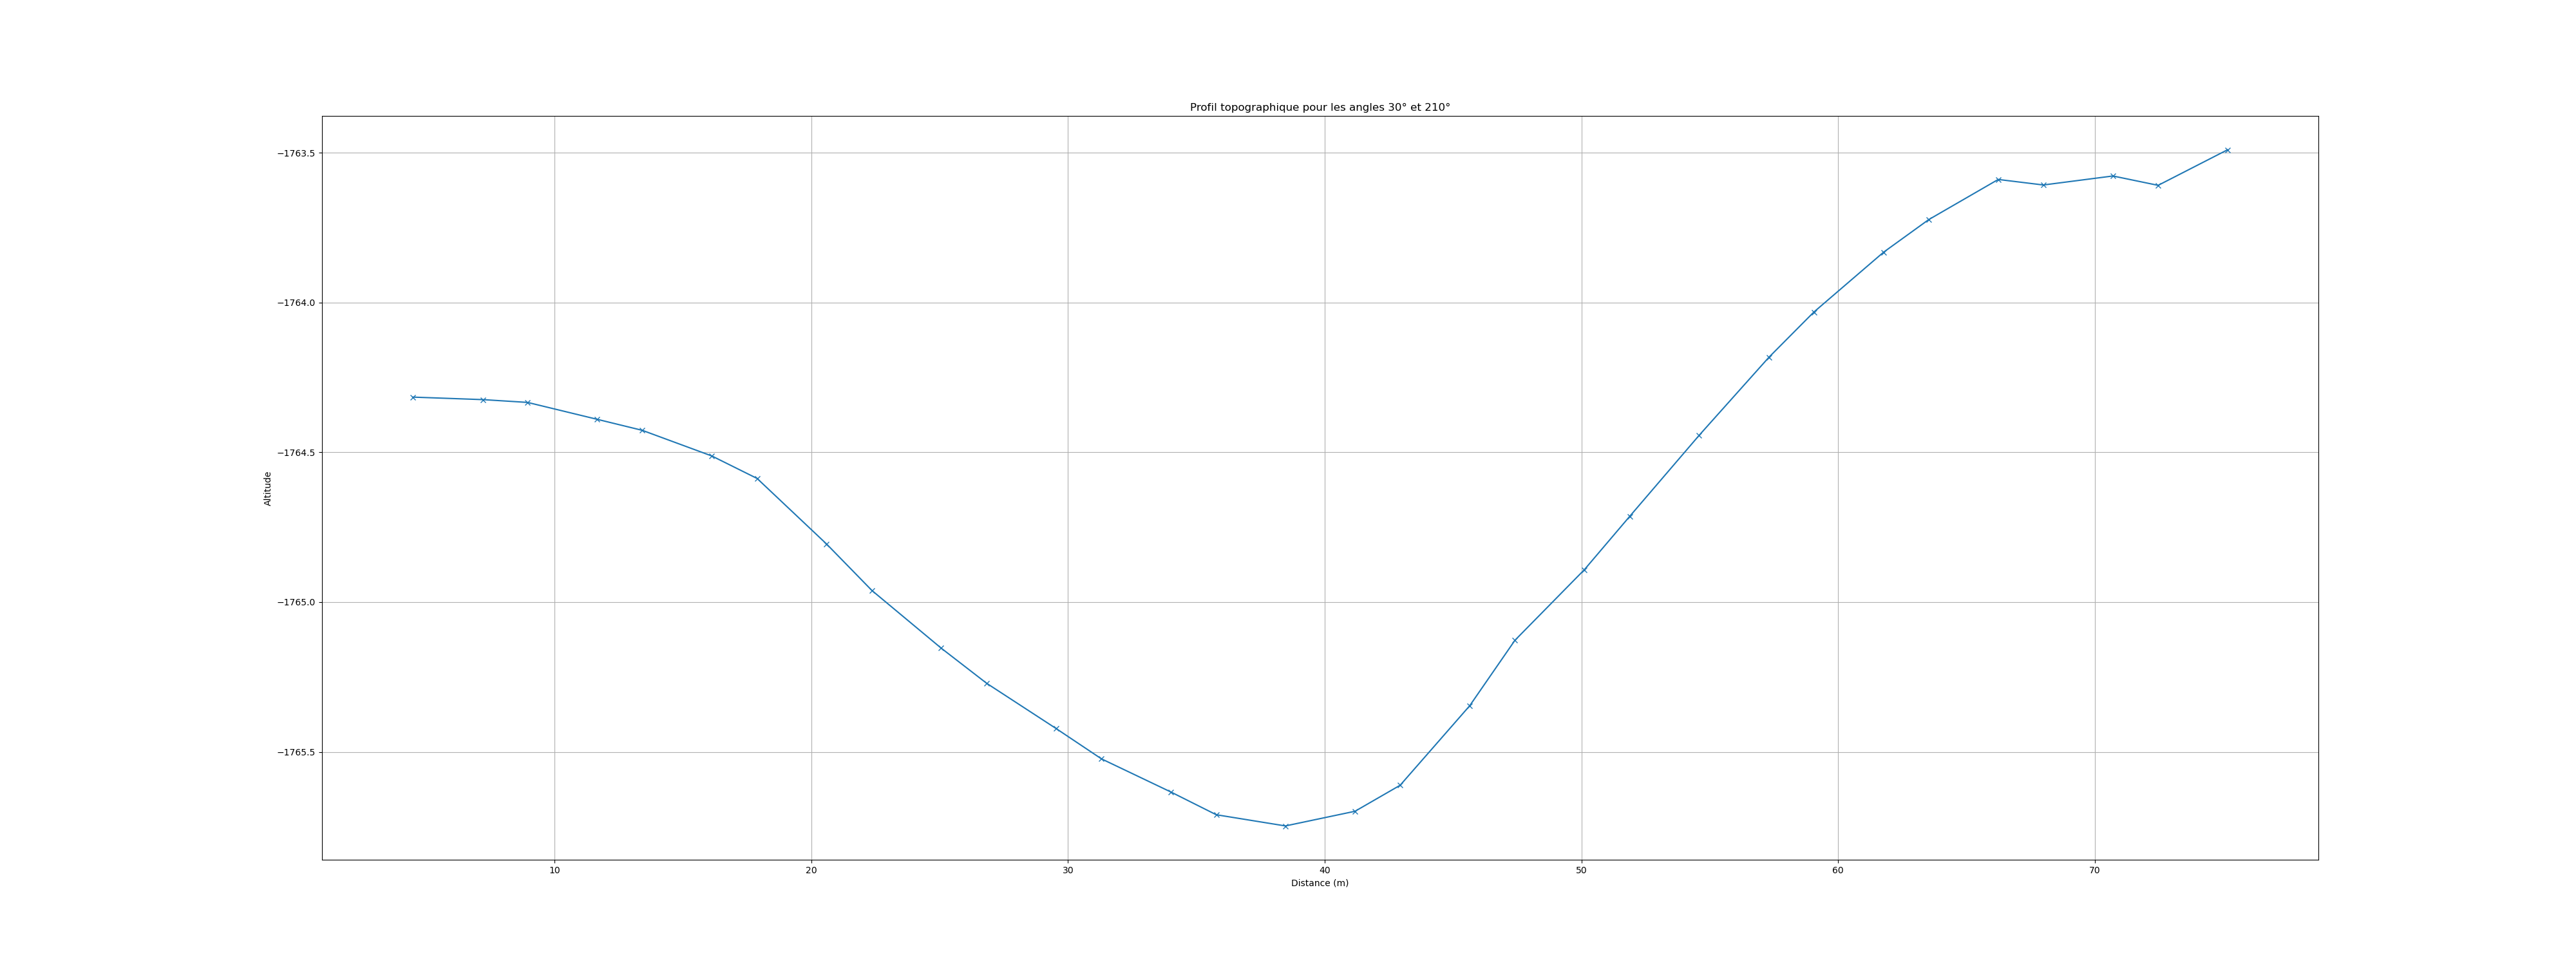 Profil topographique pour les angles 30° et 210°
−1763.5
−1764.0
−1764.5
−1765.0
−1765.5
Altitude
10 20 30 40 50 60 70
Distance (m)